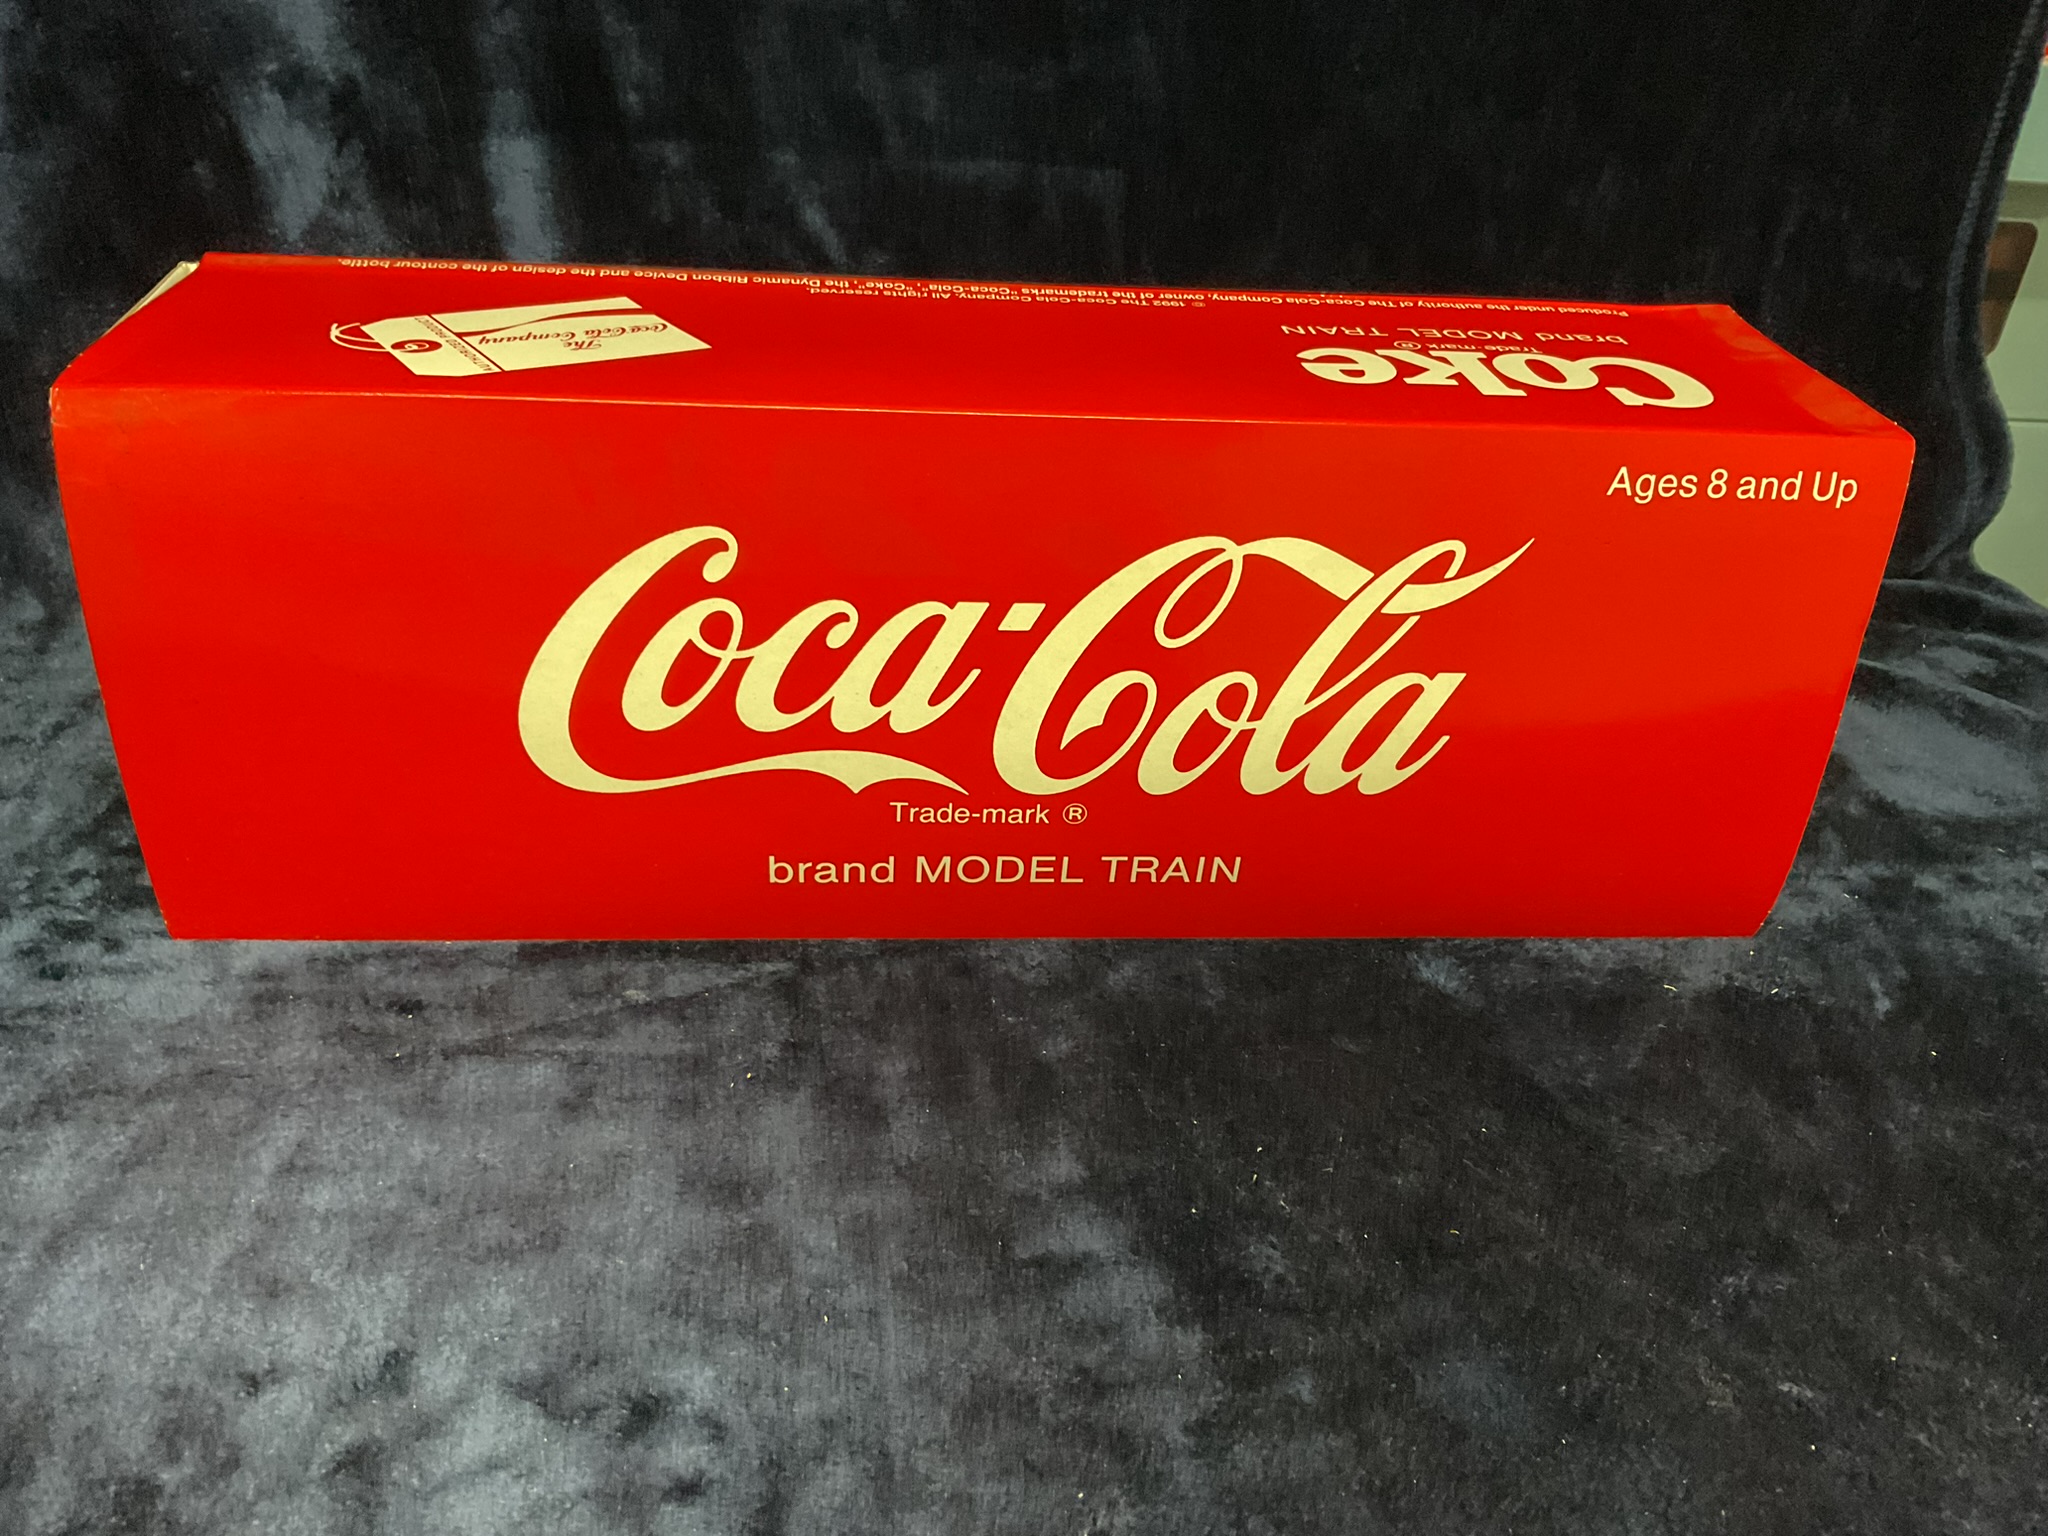 Produced under the authority of The Coca-Cola Company, owner of the trademarks "Coca-Cola", "Coke", the Dynamic Ribbon Device and the design of the contour bottle.
© 1992 The Coca-Cola Company. All rights reserved.
Coke
Trade-mark ®
brand MODEL TRAIN
The
Coca-Cola Company
AUTHORIZED PRODUCT
Ages 8 and Up
Coca-Cola
Trade-mark ®
brand MODEL TRAIN